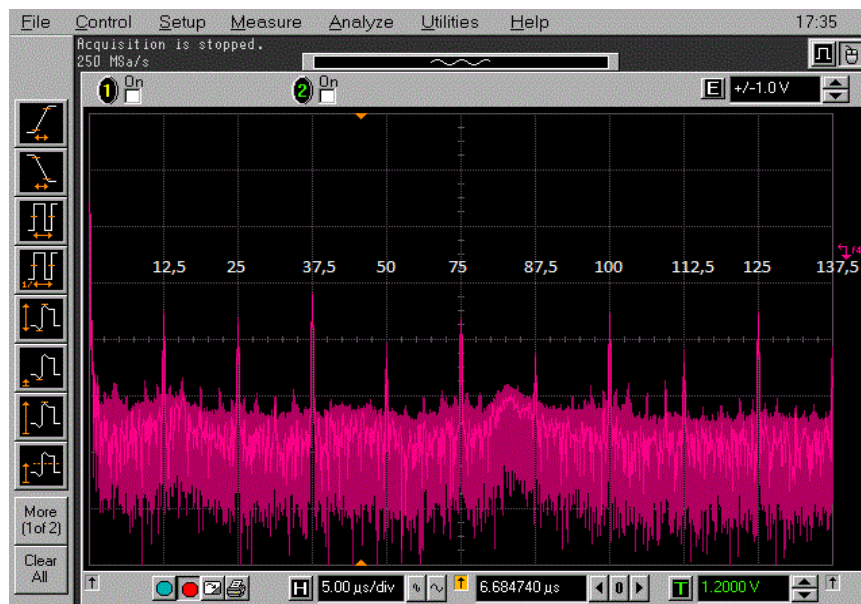 File Control Setup Measure Analyze Utilities Help 17:35
Acquisition is stopped.
250 MSa/s
1 On 2 On E +/-1.0 V
12,5 25 37,5 50 75 87,5 100 112,5 125 137,5
More
(1of 2)
Clear
All
H 5.00 µs/div 6.684740 µs 0 T 1.2000 V